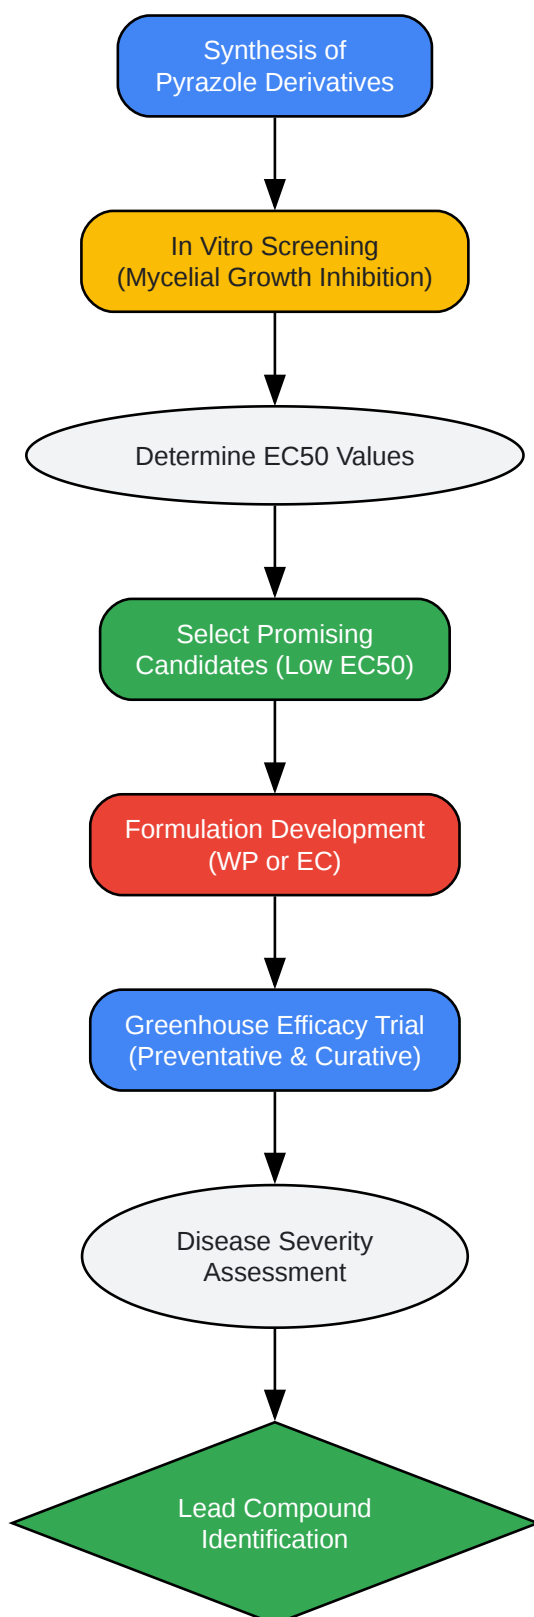 Synthesis of
Pyrazole Derivatives
In Vitro Screening
(Mycelial Growth Inhibition)
Determine EC50 Values
Select Promising
Candidates (Low EC50)
Formulation Development
(WP or EC)
Greenhouse Efficacy Trial
(Preventative & Curative)
Disease Severity
Assessment
Lead Compound
Identification